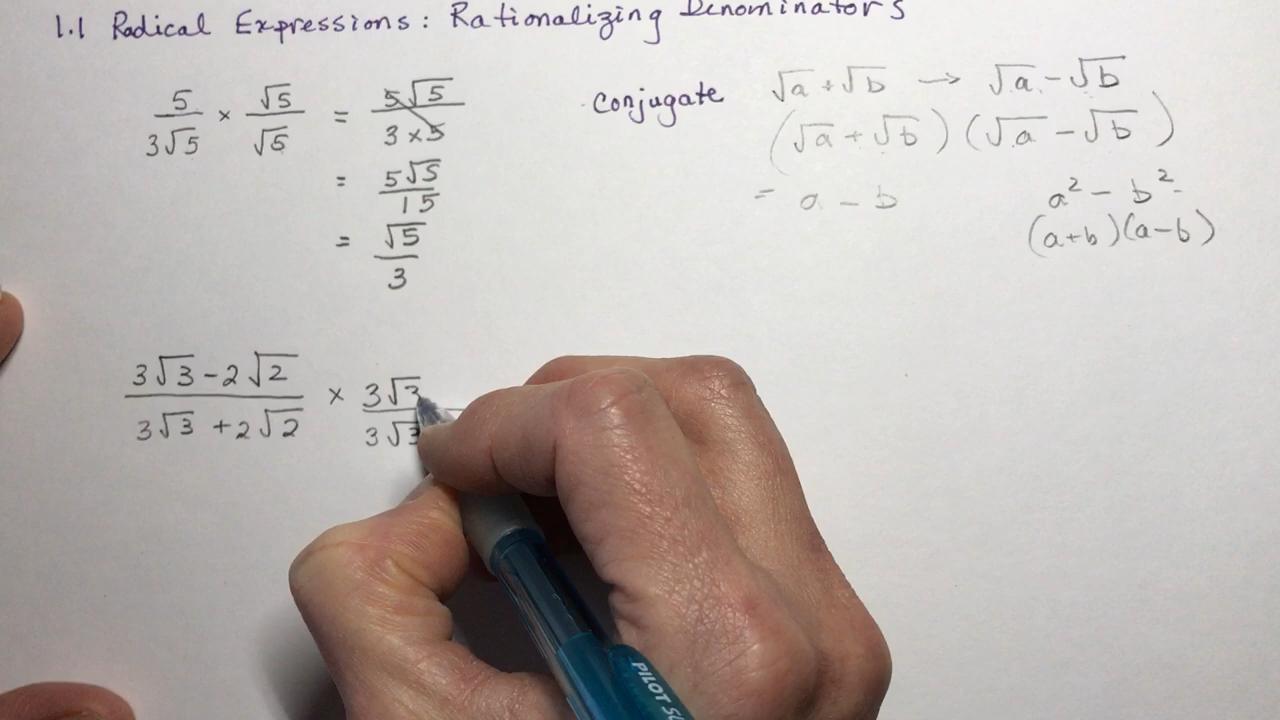 1.1 Radical Expressions: Rationalizing Denominators
5/3√5 × √5/√5 = 5√5/3×5
= 5√5/15
= √5/3
Conjugate √a + √b → √a - √b
(√a + √b)(√a - √b)
= a - b
a² - b²
(a+b)(a-b)
3√3 - 2√2 / 3√3 + 2√2 × 3√3 / 3√3
PILOT